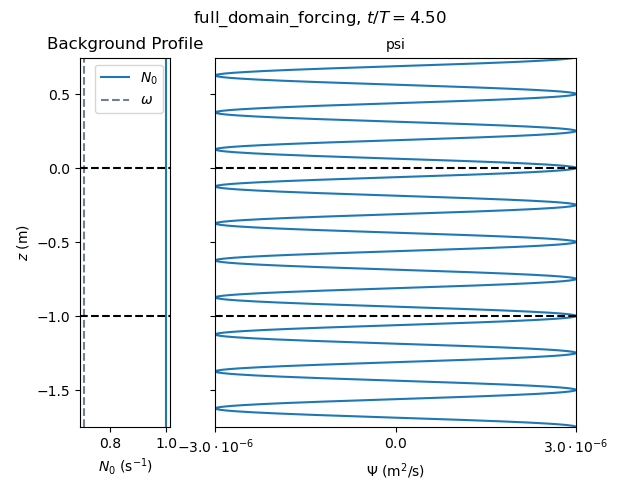 full_domain_forcing, t/T = 4.50
Background Profile
psi
N₀
ω
0.5
0.0
−0.5
−1.0
−1.5
z (m)
0.8
1.0
N₀ (s⁻¹)
−3.0 · 10⁻⁶
0.0
3.0 · 10⁻⁶
Ψ (m²/s)